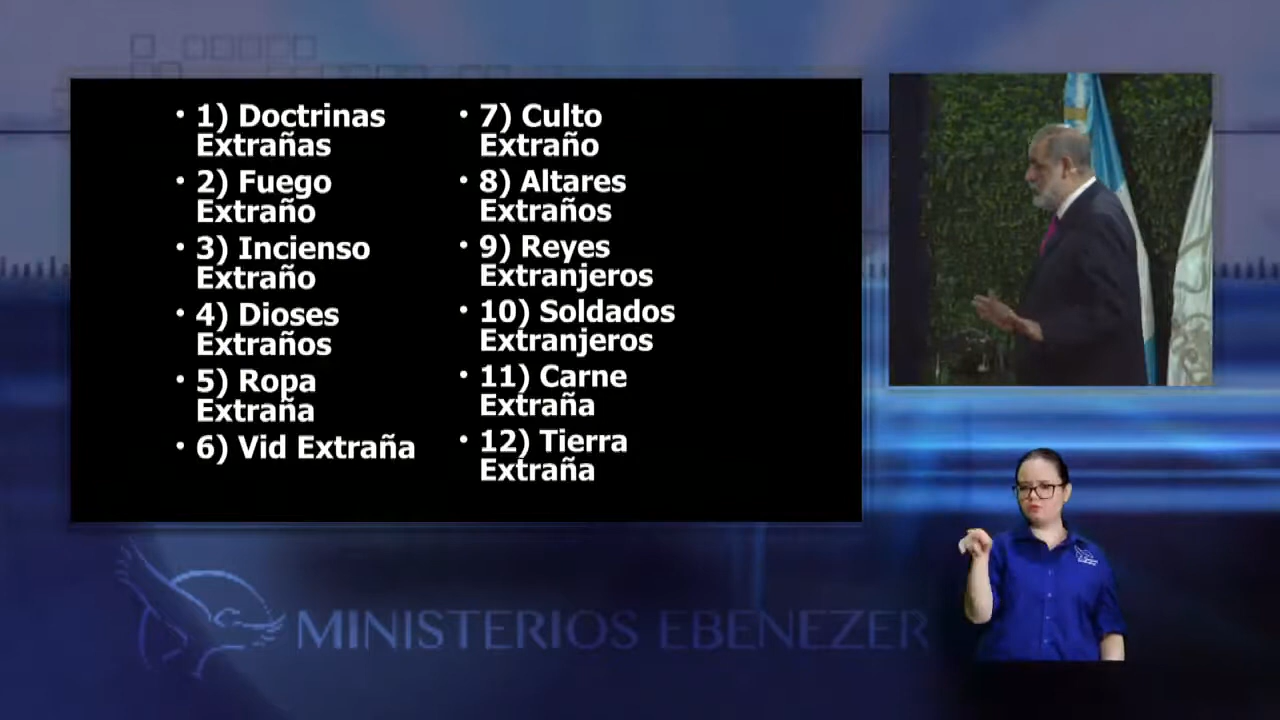 • 1) Doctrinas
Extrañas
• 2) Fuego
Extraño
• 3) Incienso
Extraño
• 4) Dioses
Extraños
• 5) Ropa
Extraña
• 6) Vid Extraña
• 7) Culto
Extraño
• 8) Altares
Extraños
• 9) Reyes
Extranjeros
• 10) Soldados
Extranjeros
• 11) Carne
Extraña
• 12) Tierra
Extraña
MINISTERIOS EBENEZER